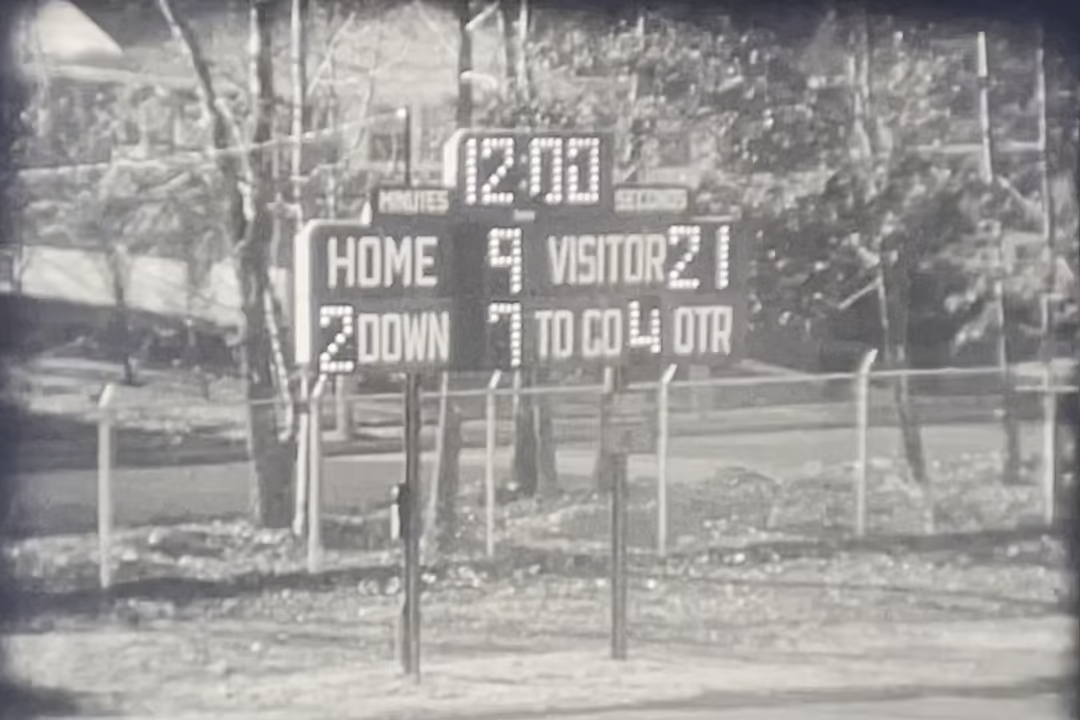 12:00
MINUTES SECONDS
HOME 9 VISITOR 21
2 DOWN 7 TO GO 4 QTR